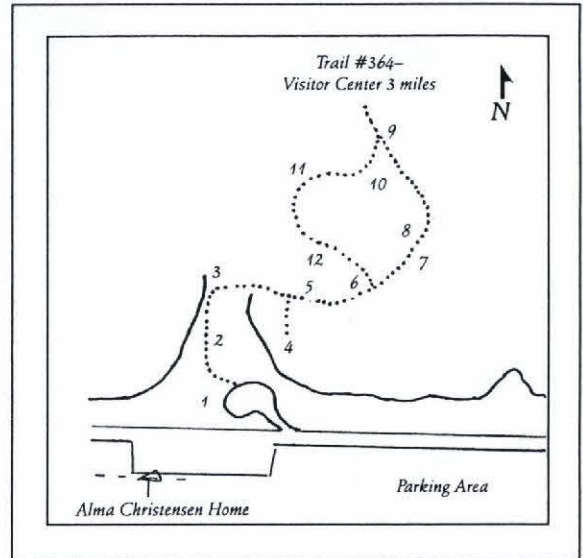 Trail #364–
Visitor Center 3 miles
N
9
11
10
8
12
7
3
6
5
2
4
1
Parking Area
Alma Christensen Home